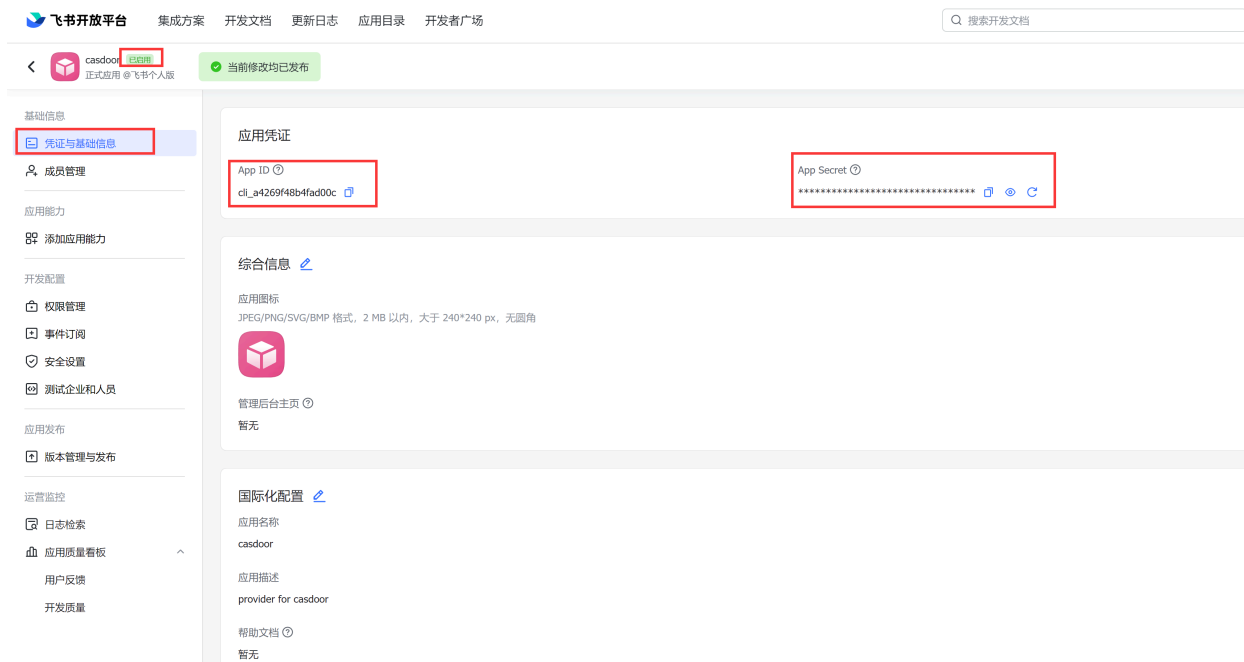 飞书开放平台 集成方案 开发文档 更新日志 应用目录 开发者广场 搜索开发文档
casdoor 已启用
正式应用 @飞书个人版
当前修改均已发布
基础信息
凭证与基础信息
成员管理
应用能力
添加应用能力
开发配置
权限管理
事件订阅
安全设置
测试企业和人员
应用发布
版本管理与发布
运营监控
日志检索
应用质量看板
用户反馈
开发质量
应用凭证
App ID
cli_a4269f48b4fad00c
App Secret
********************************
综合信息
应用图标
JPEG/PNG/SVG/BMP 格式，2 MB 以内，大于 240*240 px，无圆角
管理后台主页
暂无
国际化配置
应用名称
casdoor
应用描述
provider for casdoor
帮助文档
暂无